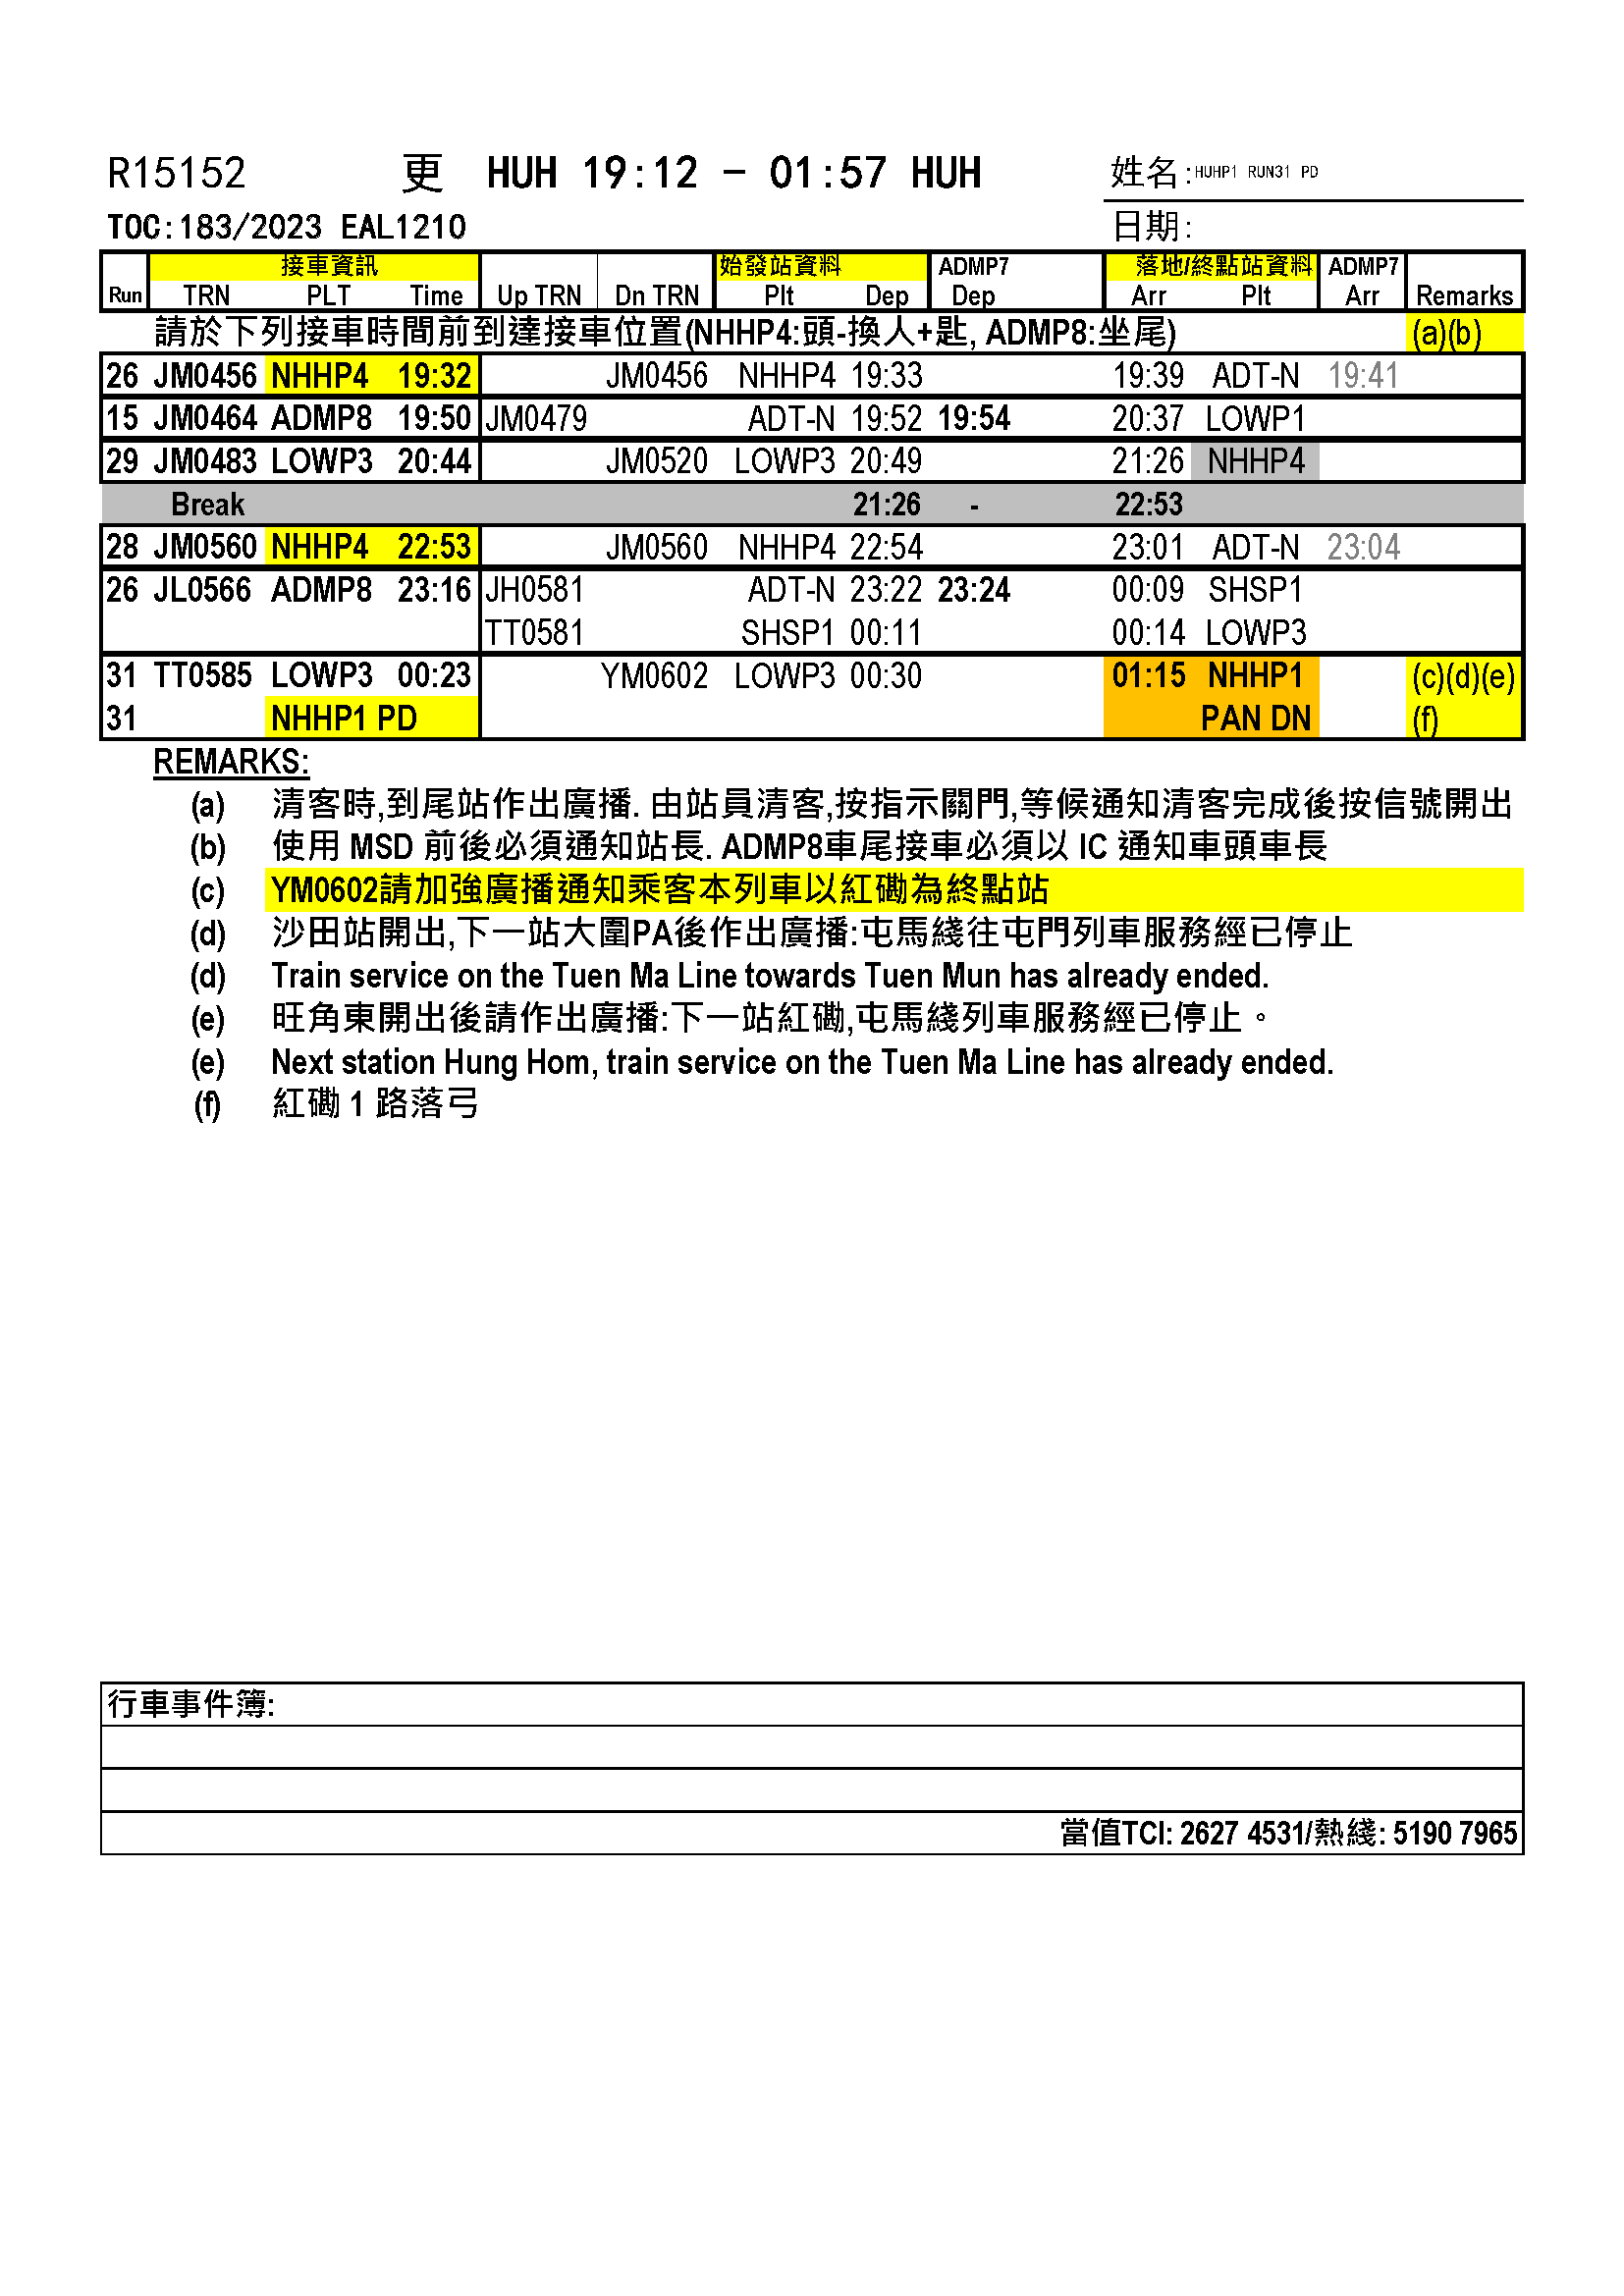 R15152 更 HUH 19:12 - 01:57 HUH 姓名:HUHP1 RUN31 PD
TOC:183/2023 EAL1210 日期:
接車資訊 始發站資料 ADMP7 落地/終點站資料 ADMP7
Run TRN PLT Time Up TRN Dn TRN Plt Dep Dep Arr Plt Arr Remarks
請於下列接車時間前到達接車位置(NHHP4:頭-換人+匙, ADMP8:坐尾) (a)(b)
26 JM0456 NHHP4 19:32 JM0456 NHHP4 19:33 19:39 ADT-N 19:41
15 JM0464 ADMP8 19:50 JM0479 ADT-N 19:52 19:54 20:37 LOWP1
29 JM0483 LOWP3 20:44 JM0520 LOWP3 20:49 21:26 NHHP4
Break 21:26 - 22:53
28 JM0560 NHHP4 22:53 JM0560 NHHP4 22:54 23:01 ADT-N 23:04
26 JL0566 ADMP8 23:16 JH0581 ADT-N 23:22 23:24 00:09 SHSP1
TT0581 SHSP1 00:11 00:14 LOWP3
31 TT0585 LOWP3 00:23 YM0602 LOWP3 00:30 01:15 NHHP1 (c)(d)(e)
31 NHHP1 PD PAN DN (f)
REMARKS:
(a) 清客時,到尾站作出廣播. 由站員清客,按指示關門,等候通知清客完成後按信號開出
(b) 使用 MSD 前後必須通知站長. ADMP8車尾接車必須以 IC 通知車頭車長
(c) YM0602請加強廣播通知乘客本列車以紅磡為終點站
(d) 沙田站開出,下一站大圍PA後作出廣播:屯馬綫往屯門列車服務經已停止
(d) Train service on the Tuen Ma Line towards Tuen Mun has already ended.
(e) 旺角東開出後請作出廣播:下一站紅磡,屯馬綫列車服務經已停止。
(e) Next station Hung Hom, train service on the Tuen Ma Line has already ended.
(f) 紅磡 1 路落弓
行車事件簿:
當值TCI: 2627 4531/熱綫: 5190 7965